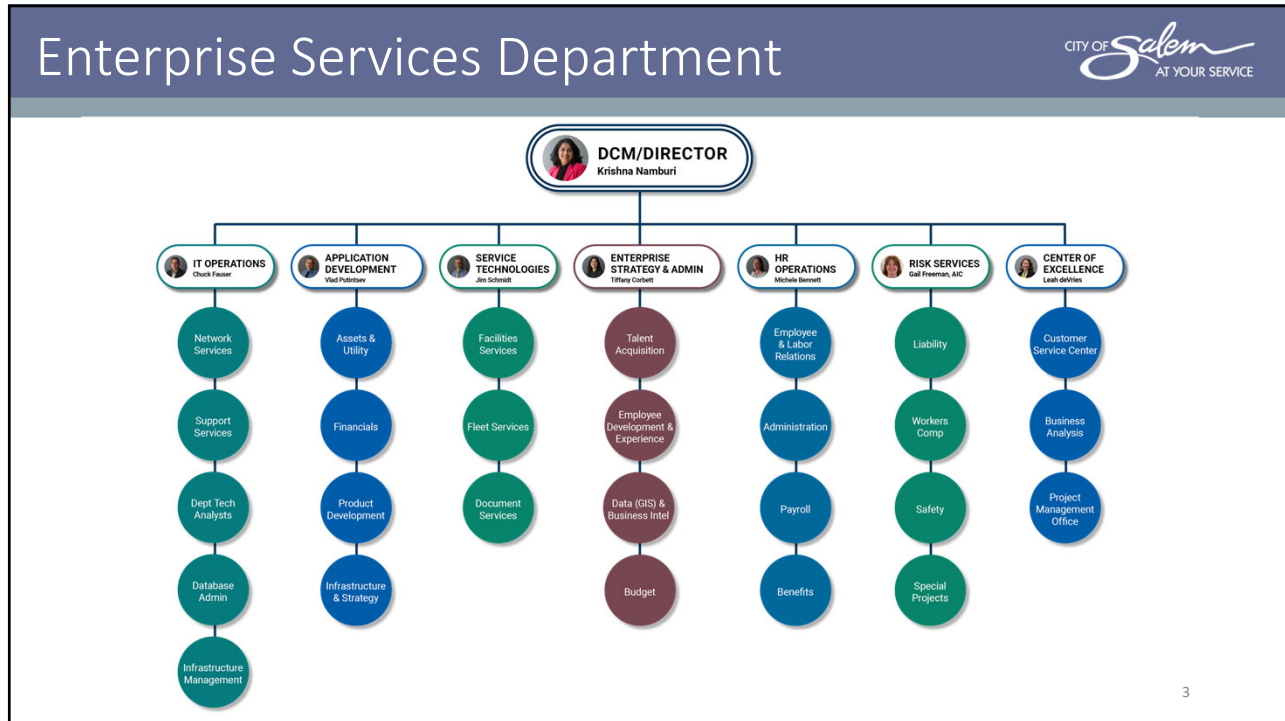 Enterprise Services Department
CITY OF Salem
AT YOUR SERVICE
DCM/DIRECTOR
Krishna Namburi
IT OPERATIONS
Chuck Fauser
APPLICATION
DEVELOPMENT
Vlad Putintsev
SERVICE
TECHNOLOGIES
Jim Schmidt
ENTERPRISE
STRATEGY & ADMIN
Tiffany Corbett
HR
OPERATIONS
Michele Bennett
RISK SERVICES
Gail Freeman, AIC
CENTER OF
EXCELLENCE
Leah deVries
Network
Services
Support
Services
Dept Tech
Analysts
Database
Admin
Infrastructure
Management
Assets &
Utility
Financials
Product
Development
Infrastructure
& Strategy
Facilities
Services
Fleet Services
Document
Services
Talent
Acquisition
Employee
Development &
Experience
Data (GIS) &
Business Intel
Budget
Employee
& Labor
Relations
Administration
Payroll
Benefits
Liability
Workers
Comp
Safety
Special
Projects
Customer
Service Center
Business
Analysis
Project
Management
Office
3